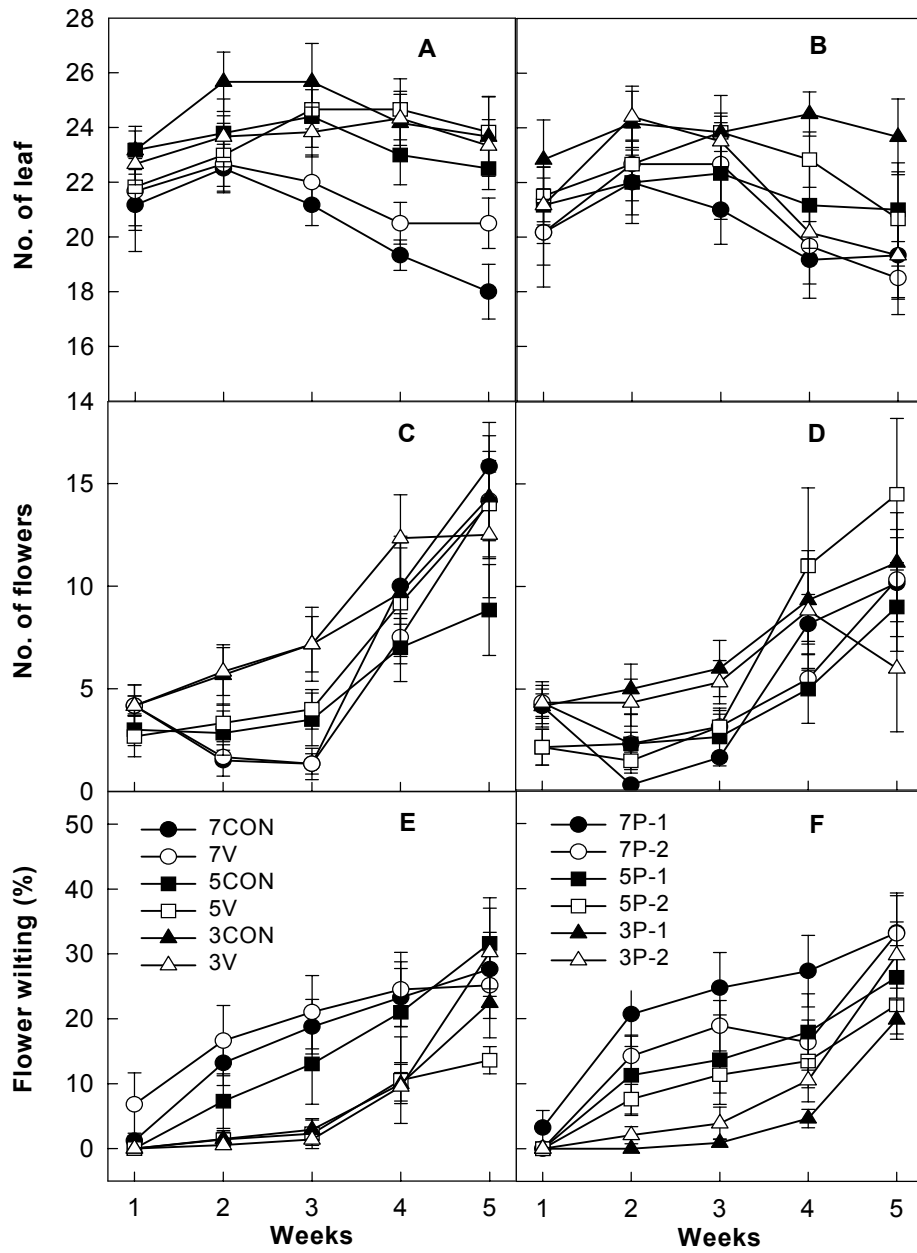 No. of leaf
28
26
24
22
20
18
16
14
A
B
No. of flowers
15
10
5
0
C
D
Flower wilting (%)
50
40
30
20
10
0
E
7CON
7V
5CON
5V
3CON
3V
F
7P-1
7P-2
5P-1
5P-2
3P-1
3P-2
1 2 3 4 5
1 2 3 4 5
Weeks
Weeks